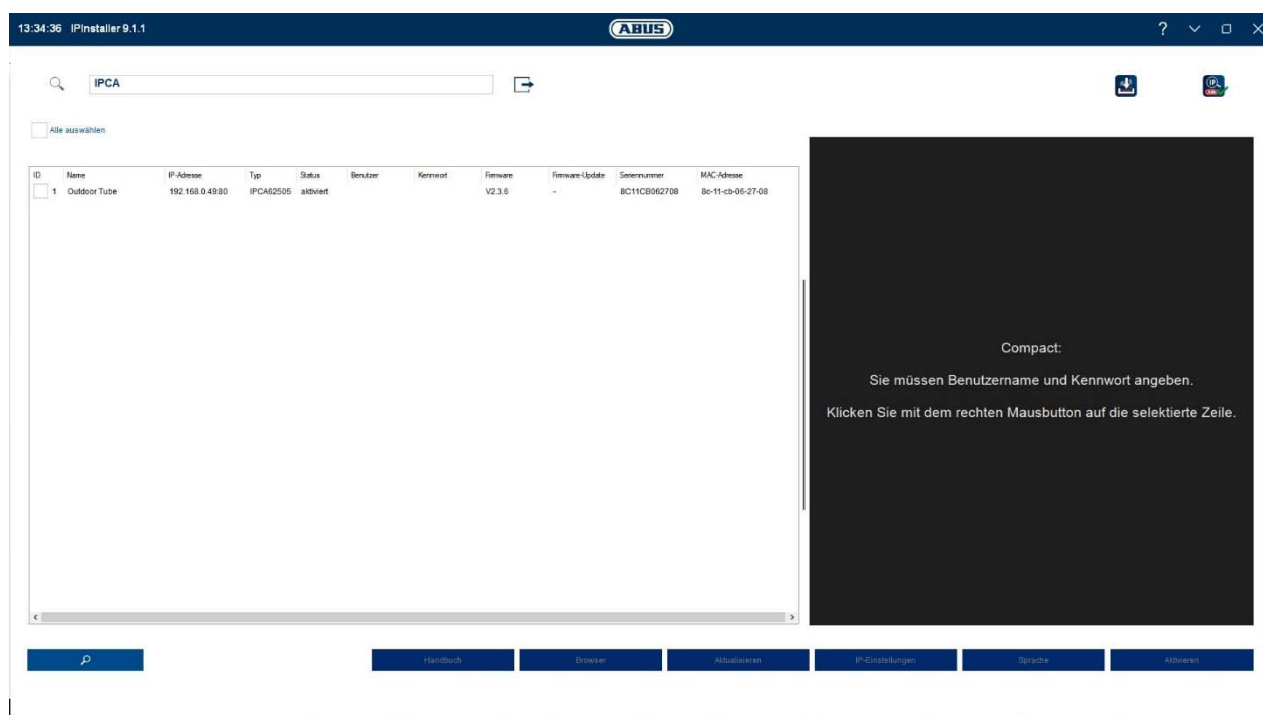 13:34:36 IPInstaller 9.1.1
ABUS
?
IPCA
Alle auswählen
ID Name IP-Adresse Typ Status Benutzer Kennwort Firmware Firmware-Update Seriennummer MAC-Adresse
1 Outdoor Tube 192.168.0.49:80 IPCA62505 aktiviert V2.3.6 - 8C11CB062708 8c-11-cb-06-27-08
Compact:
Sie müssen Benutzername und Kennwort angeben.
Klicken Sie mit dem rechten Mausbutton auf die selektierte Zeile.
Handbuch Browser Aktualisieren IP-Einstellungen Sprache Aktivieren